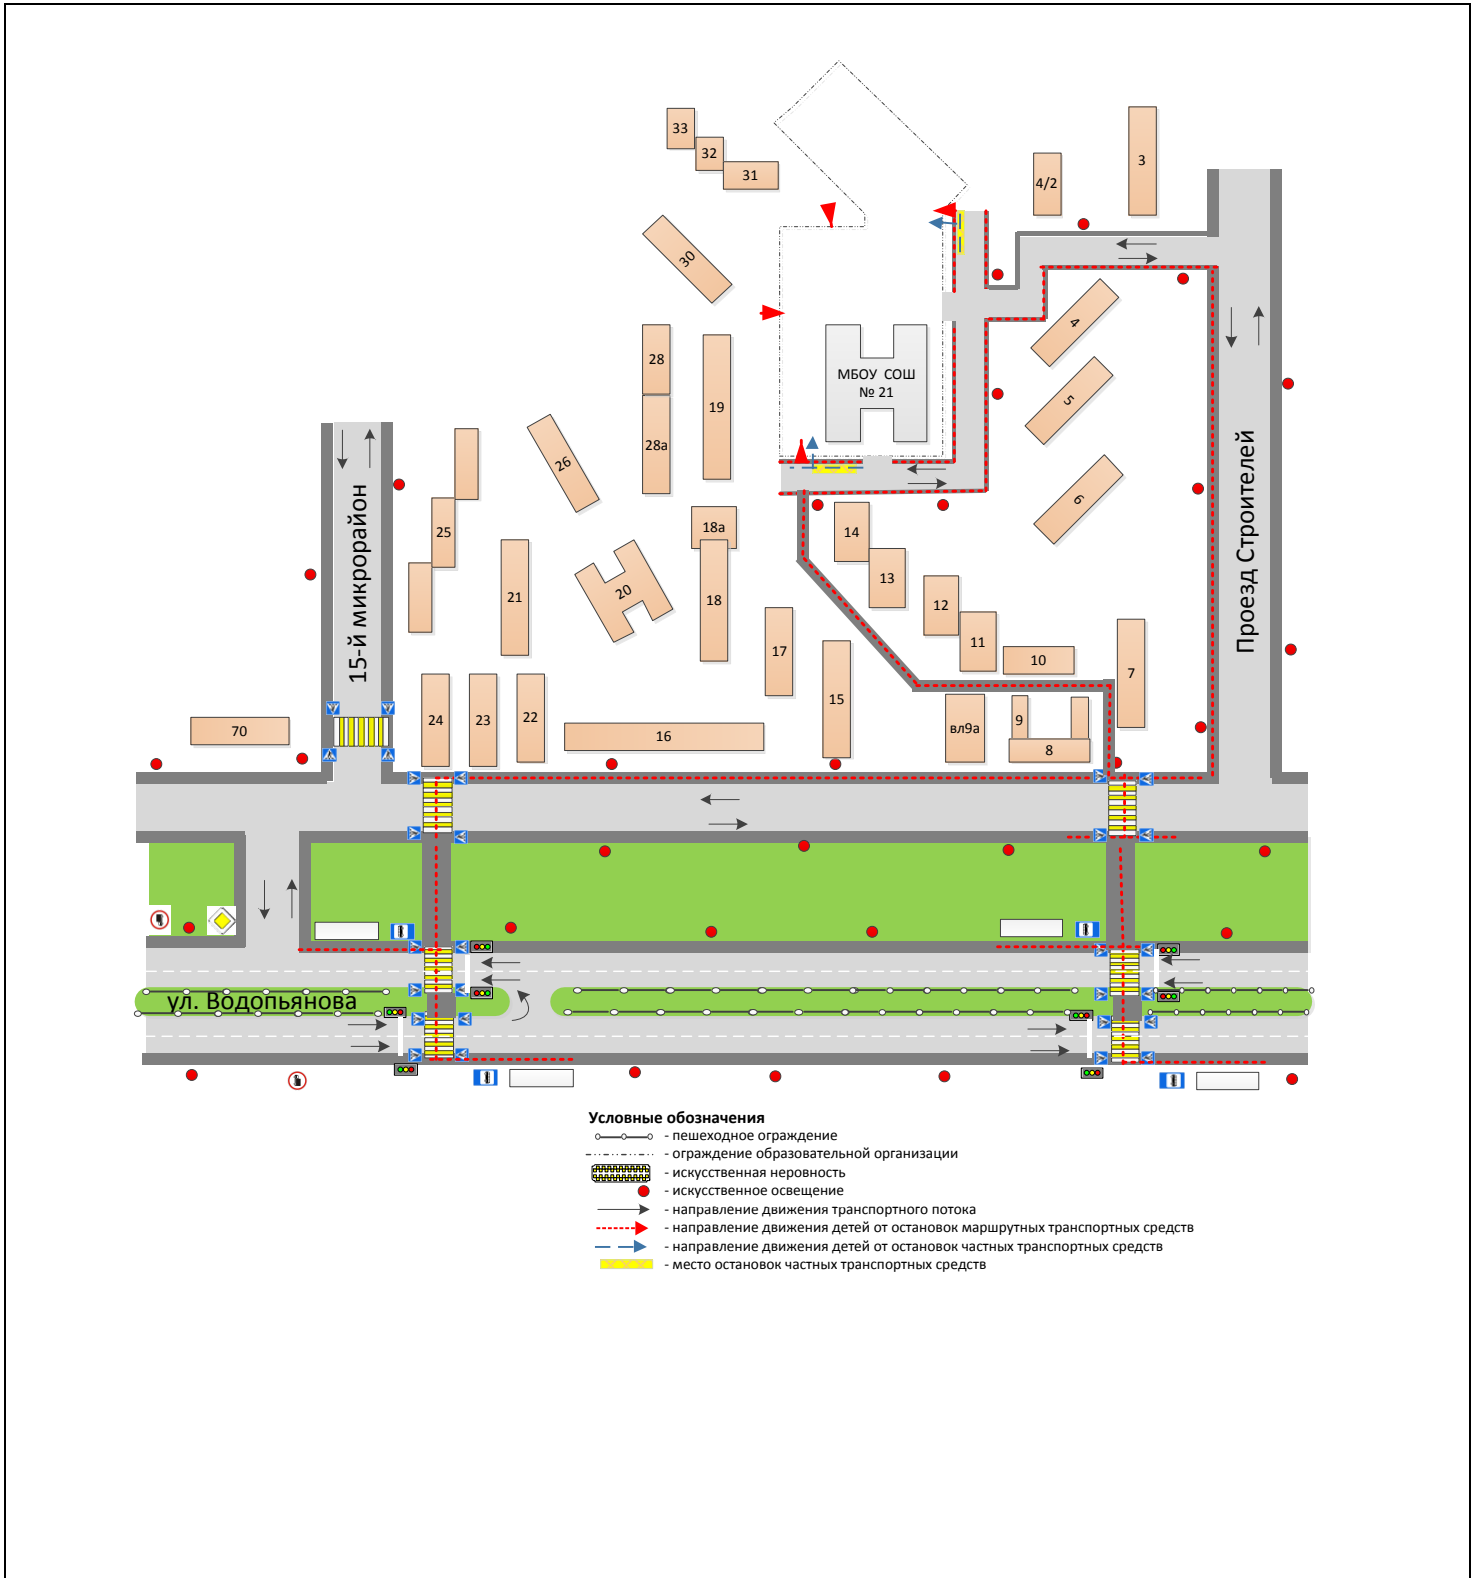 33
32
31
3
4/2
30
4
28
19
МБОУ СОШ
№ 21
5
28а
26
6
25
18а
14
13
21
20
18
12
11
17
10
7
15-й микрорайон
Проезд Строителей
24
23
22
15
16
70
вл9а
9
8
ул. Водопьянова
Условные обозначения
- пешеходное ограждение
- ограждение образовательной организации
- искусственная неровность
- искусственное освещение
- направление движения транспортного потока
- направление движения детей от остановок маршрутных транспортных средств
- направление движения детей от остановок частных транспортных средств
- место остановок частных транспортных средств